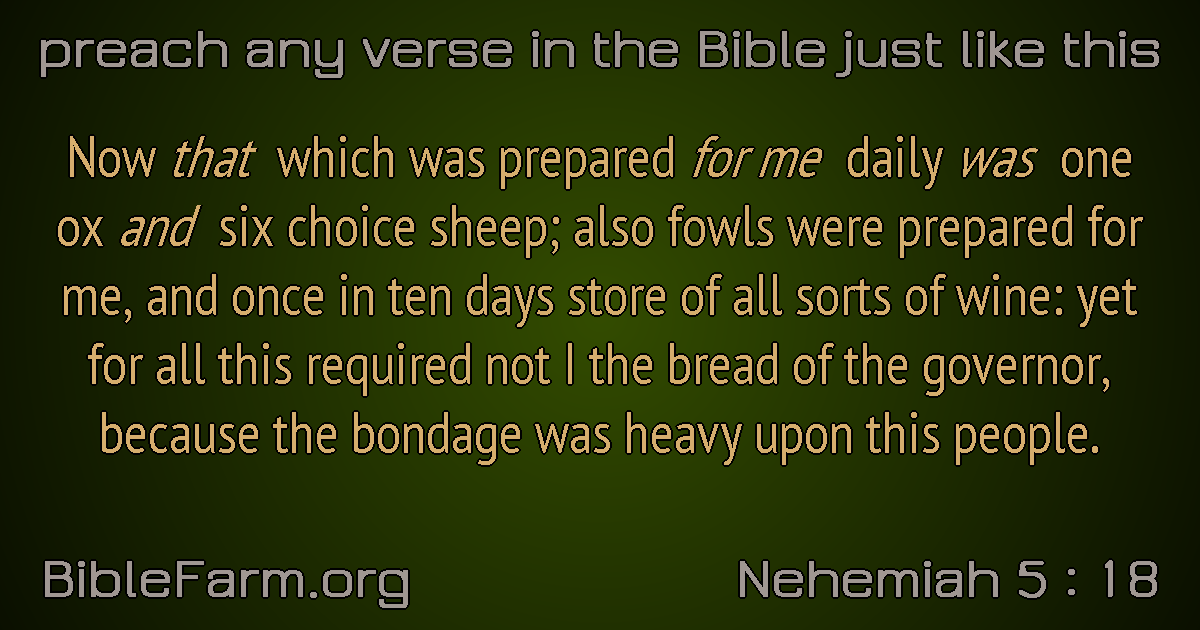 preach any verse in the Bible just like this
Now that which was prepared for me daily was one
ox and six choice sheep; also fowls were prepared for
me, and once in ten days store of all sorts of wine: yet
for all this required not I the bread of the governor,
because the bondage was heavy upon this people.
BibleFarm.org
Nehemiah 5 : 18